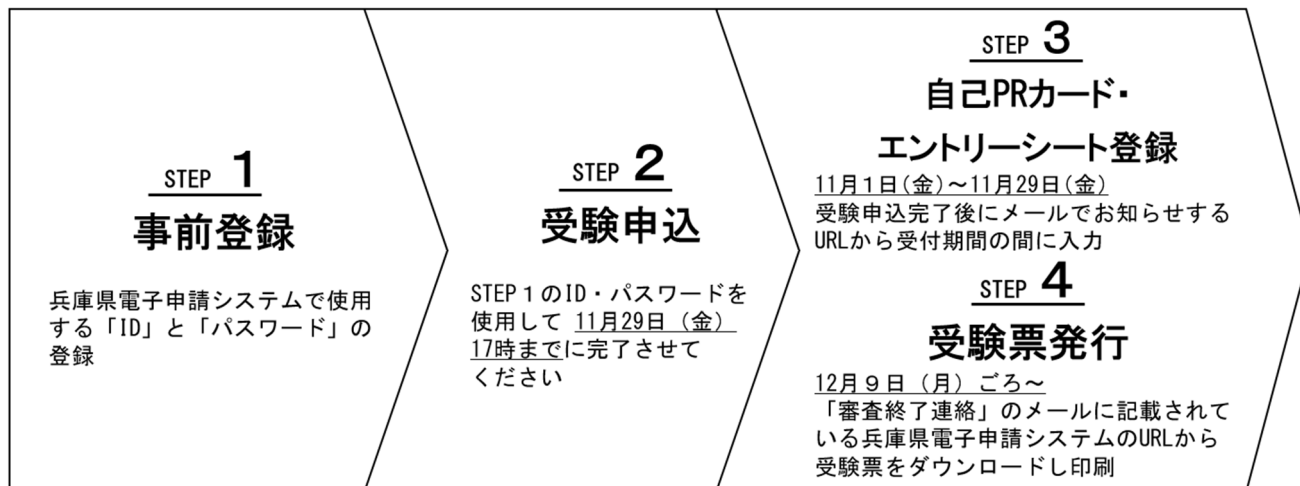 STEP 1
事前登録
兵庫県電子申請システムで使用
する「ID」と「パスワード」の
登録
STEP 2
受験申込
STEP１のID・パスワードを
使用して 11月29日（金）
17時までに完了させて
ください
STEP 3
自己PRカード・
エントリーシート登録
11月１日(金)～11月29日(金)
受験申込完了後にメールでお知らせする
URLから受付期間の間に入力
STEP 4
受験票発行
12月９日（月）ごろ～
「審査終了連絡」のメールに記載されて
いる兵庫県電子申請システムのURLから
受験票をダウンロードし印刷